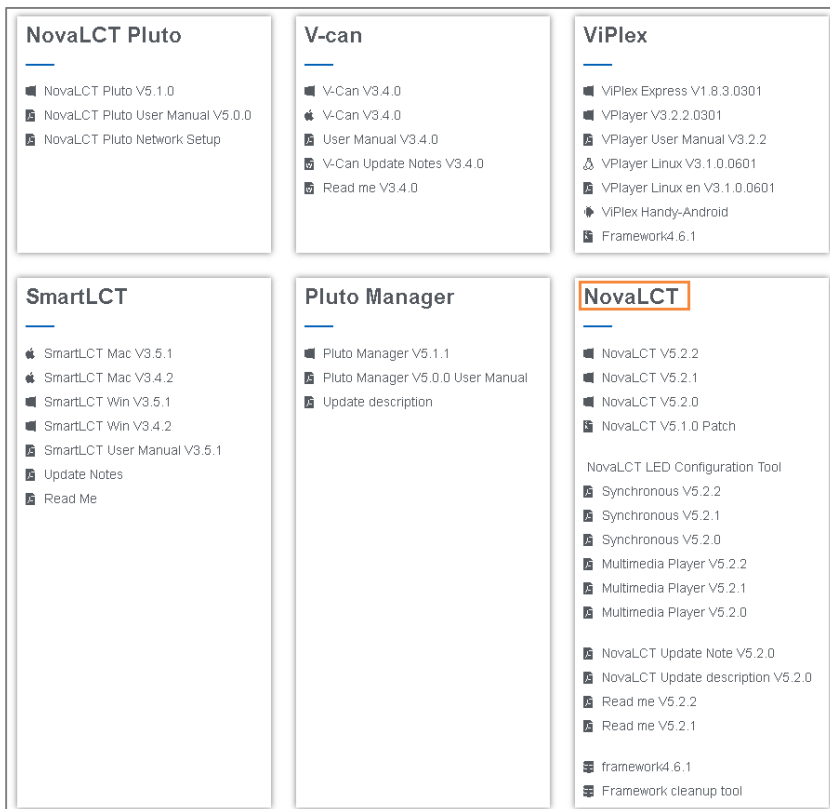 NovaLCT Pluto
NovaLCT Pluto V5.1.0
NovaLCT Pluto User Manual V5.0.0
NovaLCT Pluto Network Setup
V-can
V-Can V3.4.0
V-Can V3.4.0
User Manual V3.4.0
V-Can Update Notes V3.4.0
Read me V3.4.0
ViPlex
ViPlex Express V1.8.3.0301
VPlayer V3.2.2.0301
VPlayer User Manual V3.2.2
VPlayer Linux V3.1.0.0601
VPlayer Linux en V3.1.0.0601
ViPlex Handy-Android
Framework4.6.1
SmartLCT
SmartLCT Mac V3.5.1
SmartLCT Mac V3.4.2
SmartLCT Win V3.5.1
SmartLCT Win V3.4.2
SmartLCT User Manual V3.5.1
Update Notes
Read Me
Pluto Manager
Pluto Manager V5.1.1
Pluto Manager V5.0.0 User Manual
Update description
NovaLCT
NovaLCT V5.2.2
NovaLCT V5.2.1
NovaLCT V5.2.0
NovaLCT V5.1.0 Patch
NovaLCT LED Configuration Tool
Synchronous V5.2.2
Synchronous V5.2.1
Synchronous V5.2.0
Multimedia Player V5.2.2
Multimedia Player V5.2.1
Multimedia Player V5.2.0
NovaLCT Update Note V5.2.0
NovaLCT Update description V5.2.0
Read me V5.2.2
Read me V5.2.1
framework4.6.1
Framework cleanup tool